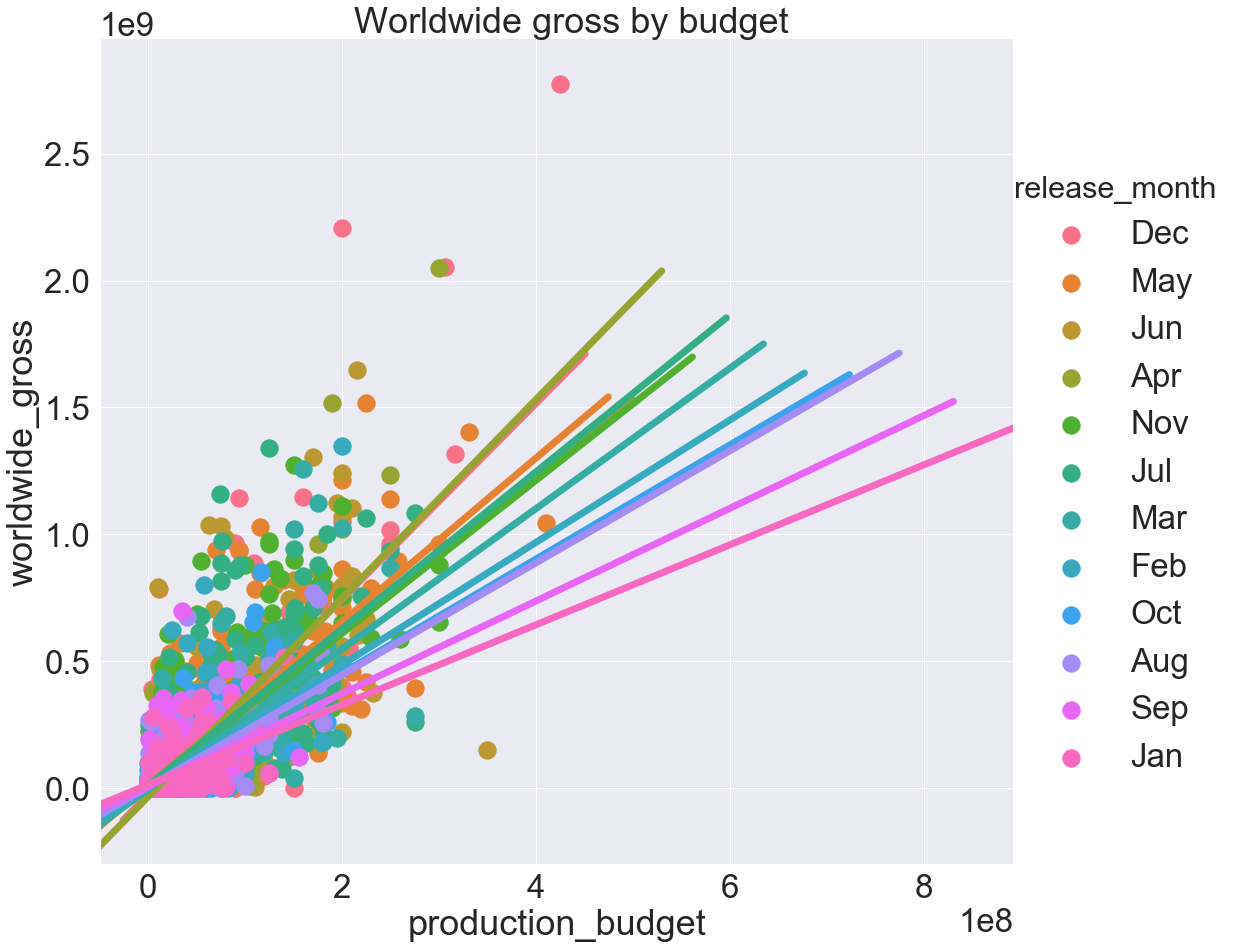 Worldwide gross by budget
1e9
2.5
2.0
1.5
1.0
0.5
0.0
worldwide_gross
0 2 4 6 8
1e8
production_budget
release_month
Dec
May
Jun
Apr
Nov
Jul
Mar
Feb
Oct
Aug
Sep
Jan